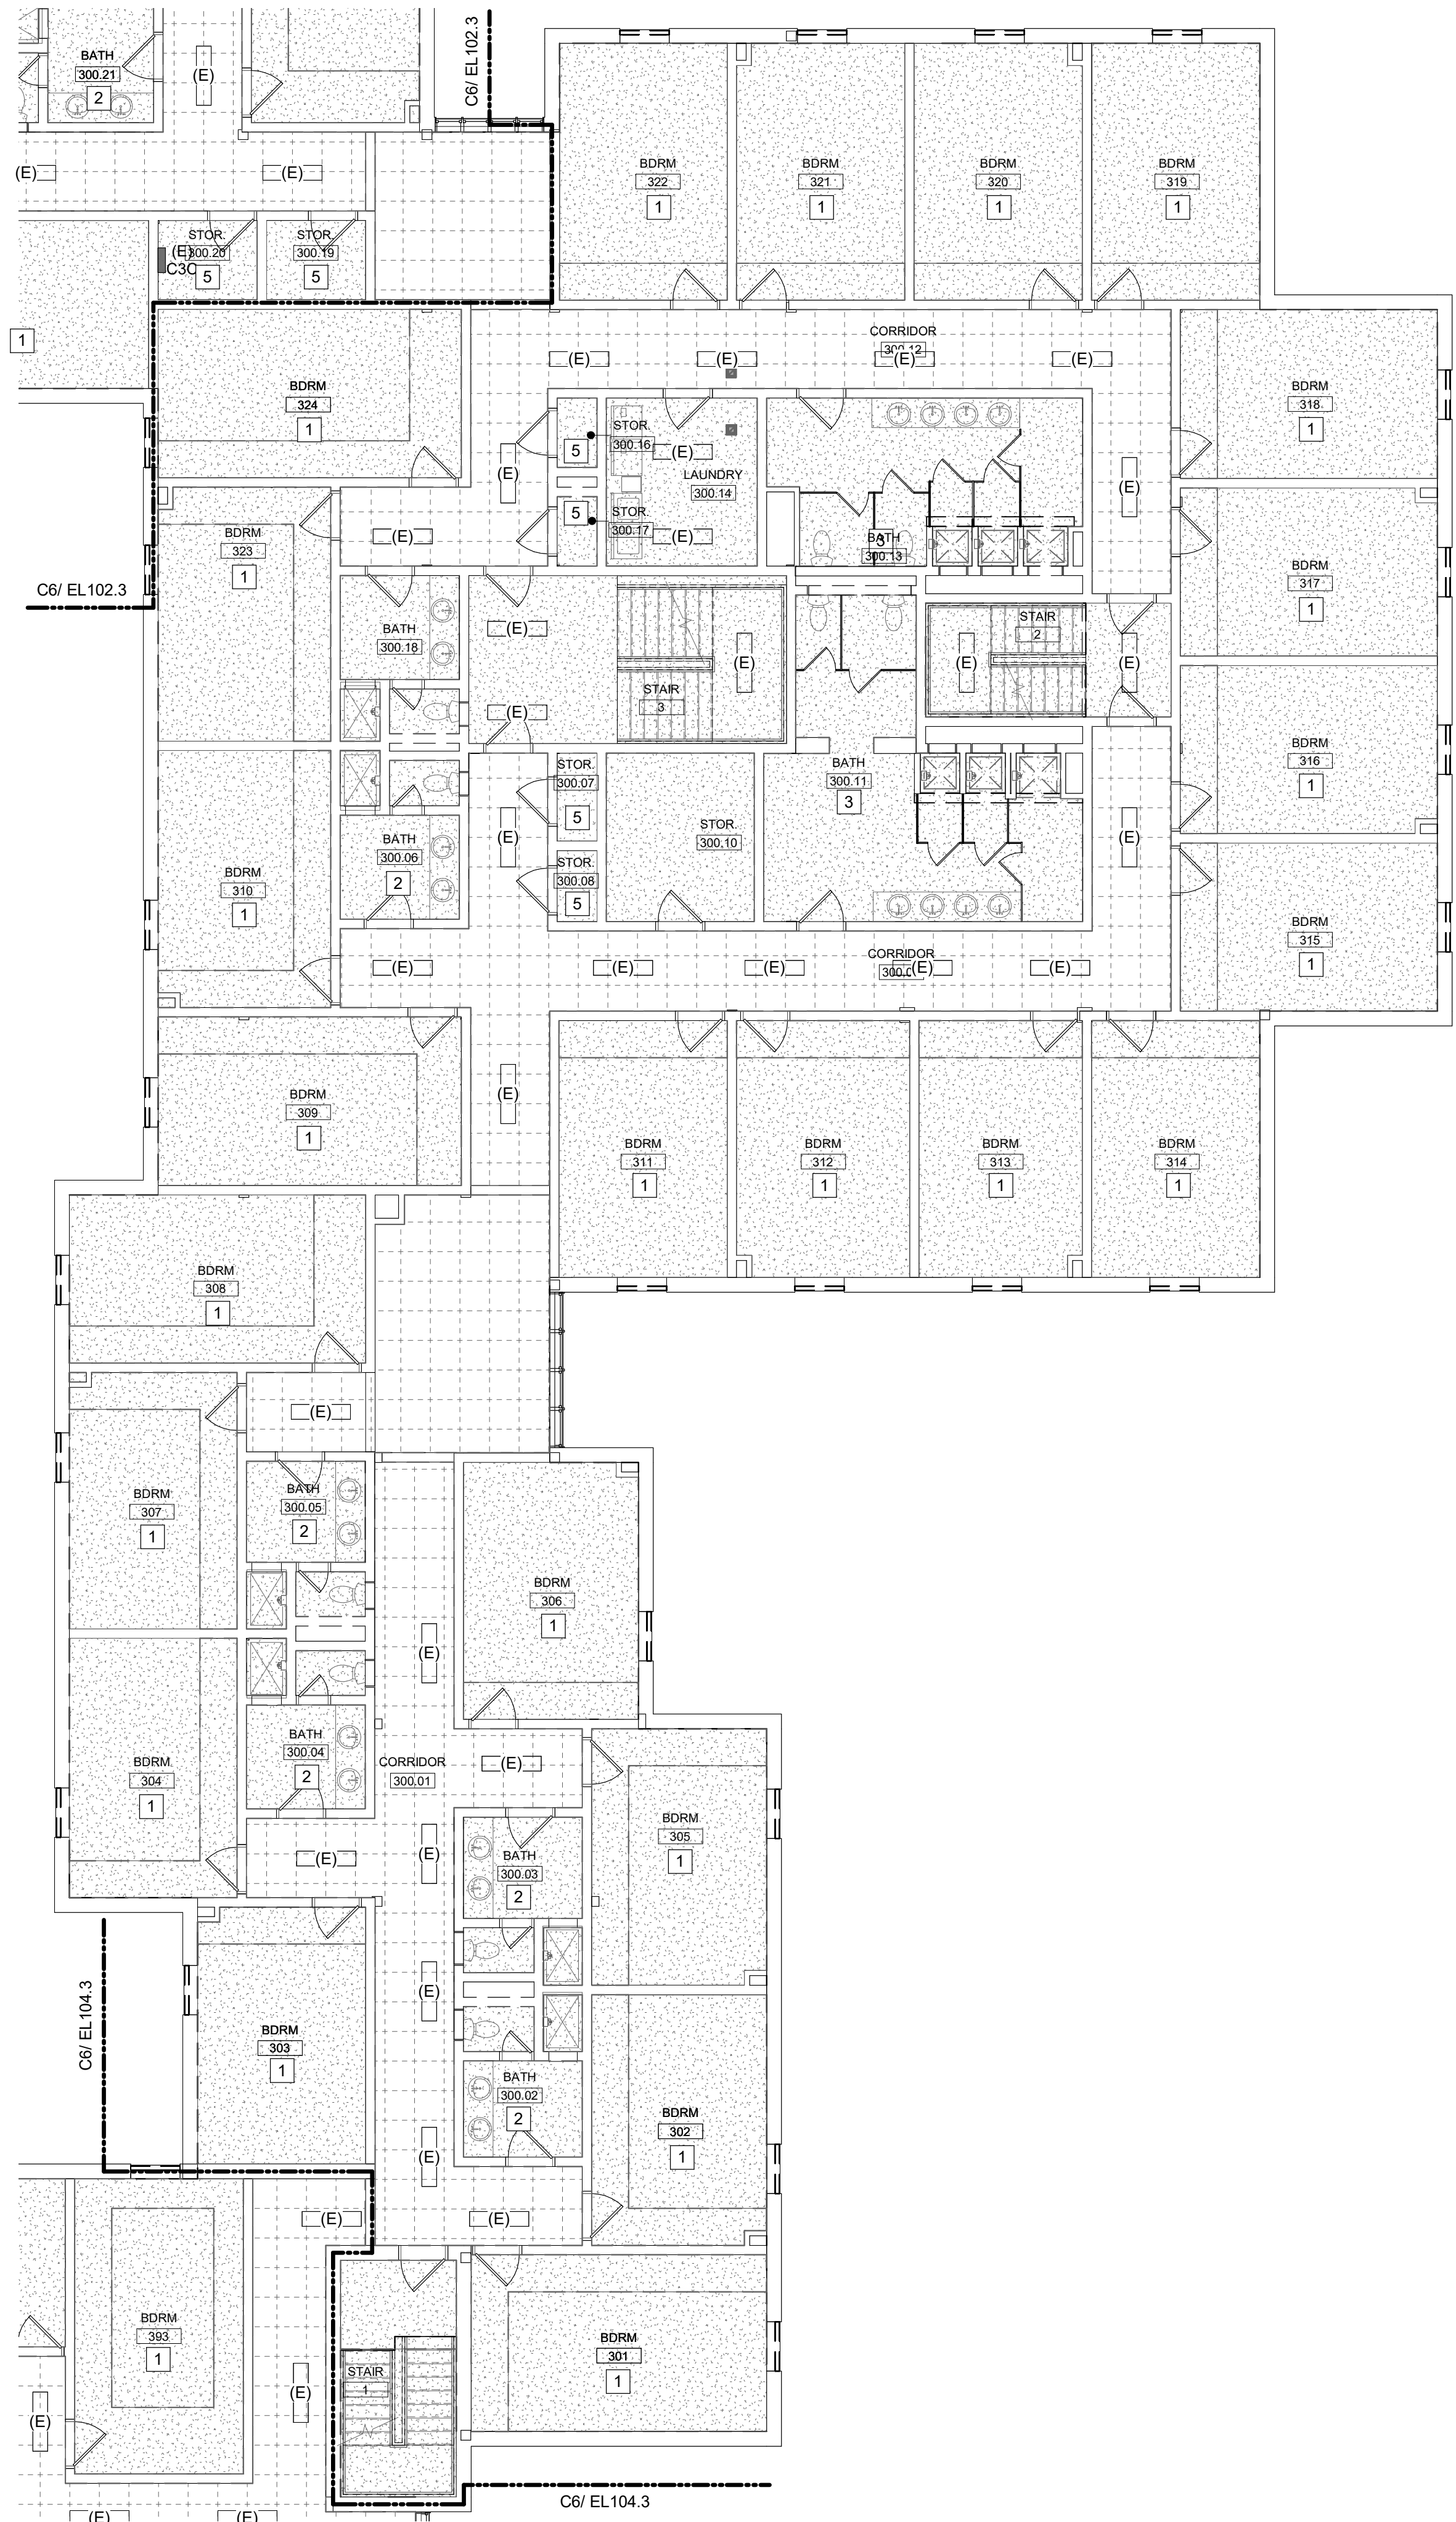 C6/ EL102.3
BATH
300.21
2
(E)
(E)
(E)
BDRM
322
1
BDRM
321
1
BDRM
320
1
BDRM
319
1
STOR.
300.20
(E)
C3C
5
STOR.
300.19
5
1
CORRIDOR
300.12
(E)
(E)
(E)
(E)
BDRM
324
1
BDRM
318
1
5
STOR.
300.16
(E)
(E)
LAUNDRY
300.14
(E)
5
STOR.
300.17
(E)
(E)
3
BATH
300.13
BDRM
323
1
BDRM
317
1
C6/ EL102.3
BATH
300.18
(E)
STAIR
2
(E)
(E)
(E)
STAIR
3
(E)
BDRM
316
1
STOR.
300.07
5
BATH
300.11
3
STOR.
300.10
(E)
(E)
BATH
300.06
2
STOR.
300.08
5
BDRM
310
1
BDRM
315
1
CORRIDOR
(E)
(E)
(E)
(E)
(E)
BDRM
309
1
(E)
BDRM
311
1
BDRM
312
1
BDRM
313
1
BDRM
314
1
BDRM
308
1
(E)
BDRM
307
1
BATH
300.05
2
BDRM
306
1
(E)
BATH
300.04
2
CORRIDOR
300.01
(E)
BDRM
304
1
BDRM
305
1
(E)
(E)
BATH
300.03
2
C6/ EL104.3
(E)
BDRM
303
1
BATH
300.02
2
BDRM
302
1
(E)
(E)
(E)
BDRM
393
1
BDRM
301
1
STAIR
1
(E)
(E)
C6/ EL104.3
(E)
(E)